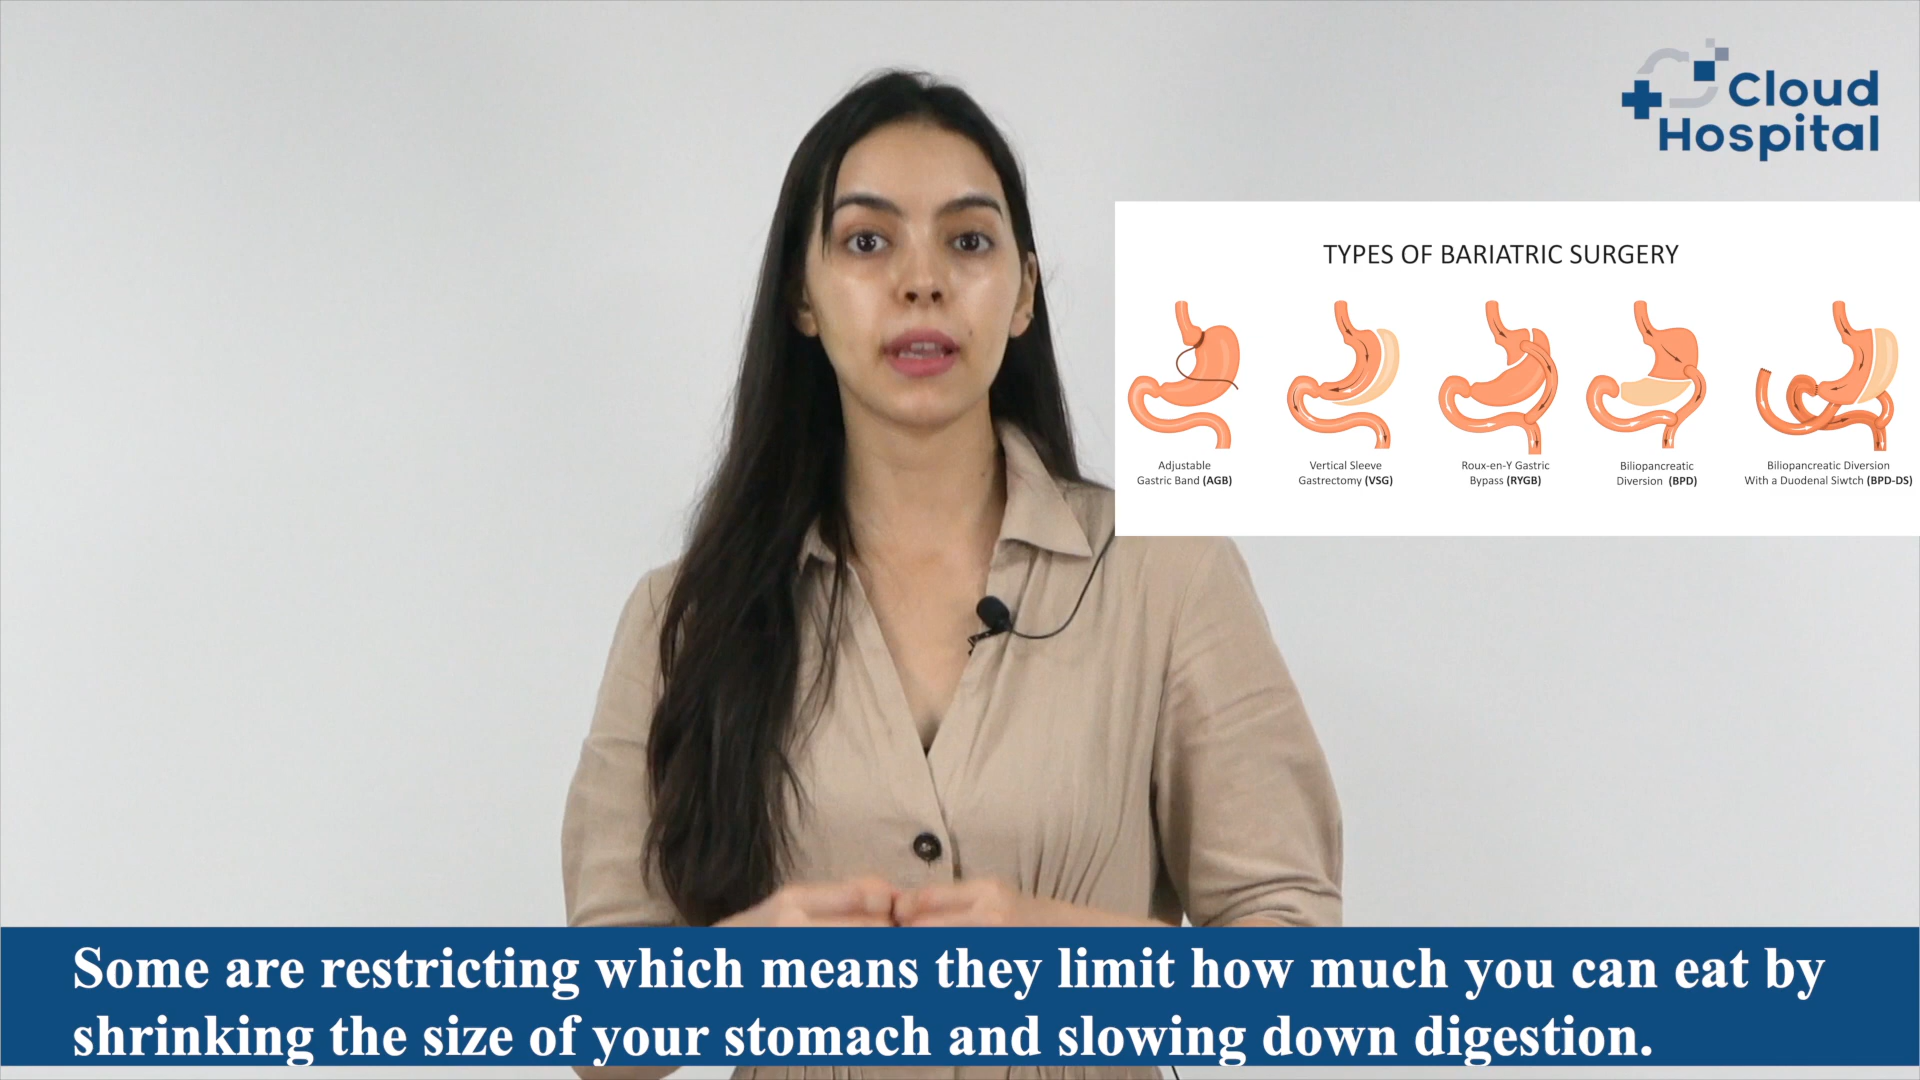 Cloud
Hospital
TYPES OF BARIATRIC SURGERY
Adjustable
Gastric Band (AGB)
Vertical Sleeve
Gastrectomy (VSG)
Roux-en-Y Gastric
Bypass (RYGB)
Biliopancreatic
Diversion (BPD)
Biliopancreatic Diversion
With a Duodenal Siwtch (BPD-DS)
Some are restricting which means they limit how much you can eat by
shrinking the size of your stomach and slowing down digestion.